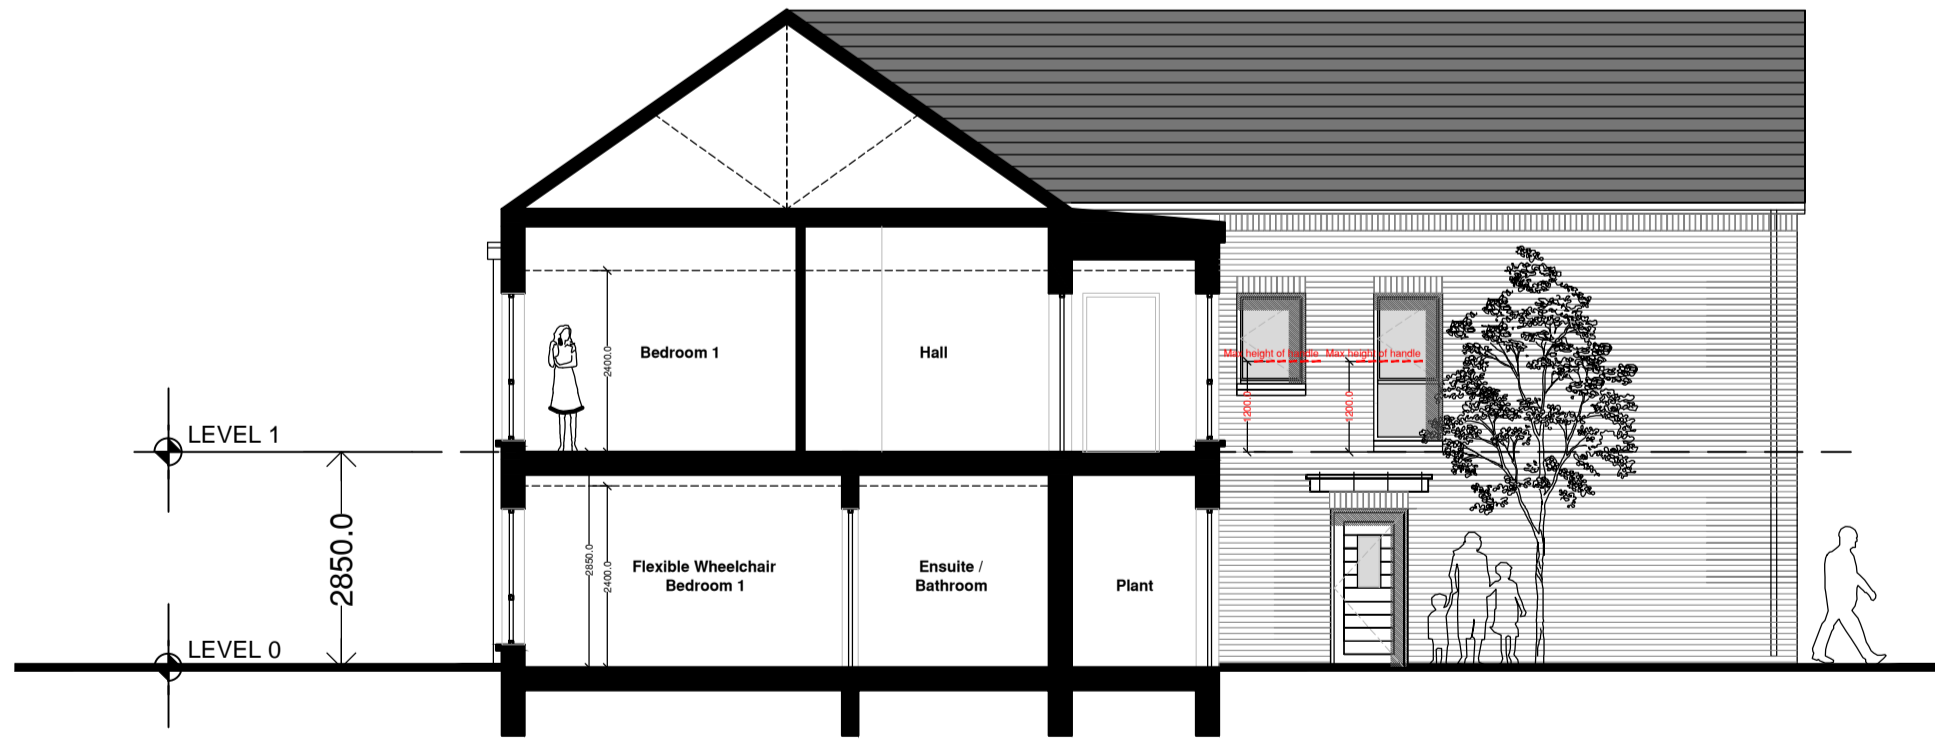 Bedroom 1
Hall
2400.0
Max height of handle
Max height of handle
1200.0
1200.0
LEVEL 1
2850.0
2850.0
2400.0
Flexible Wheelchair
Bedroom 1
Ensuite /
Bathroom
Plant
LEVEL 0